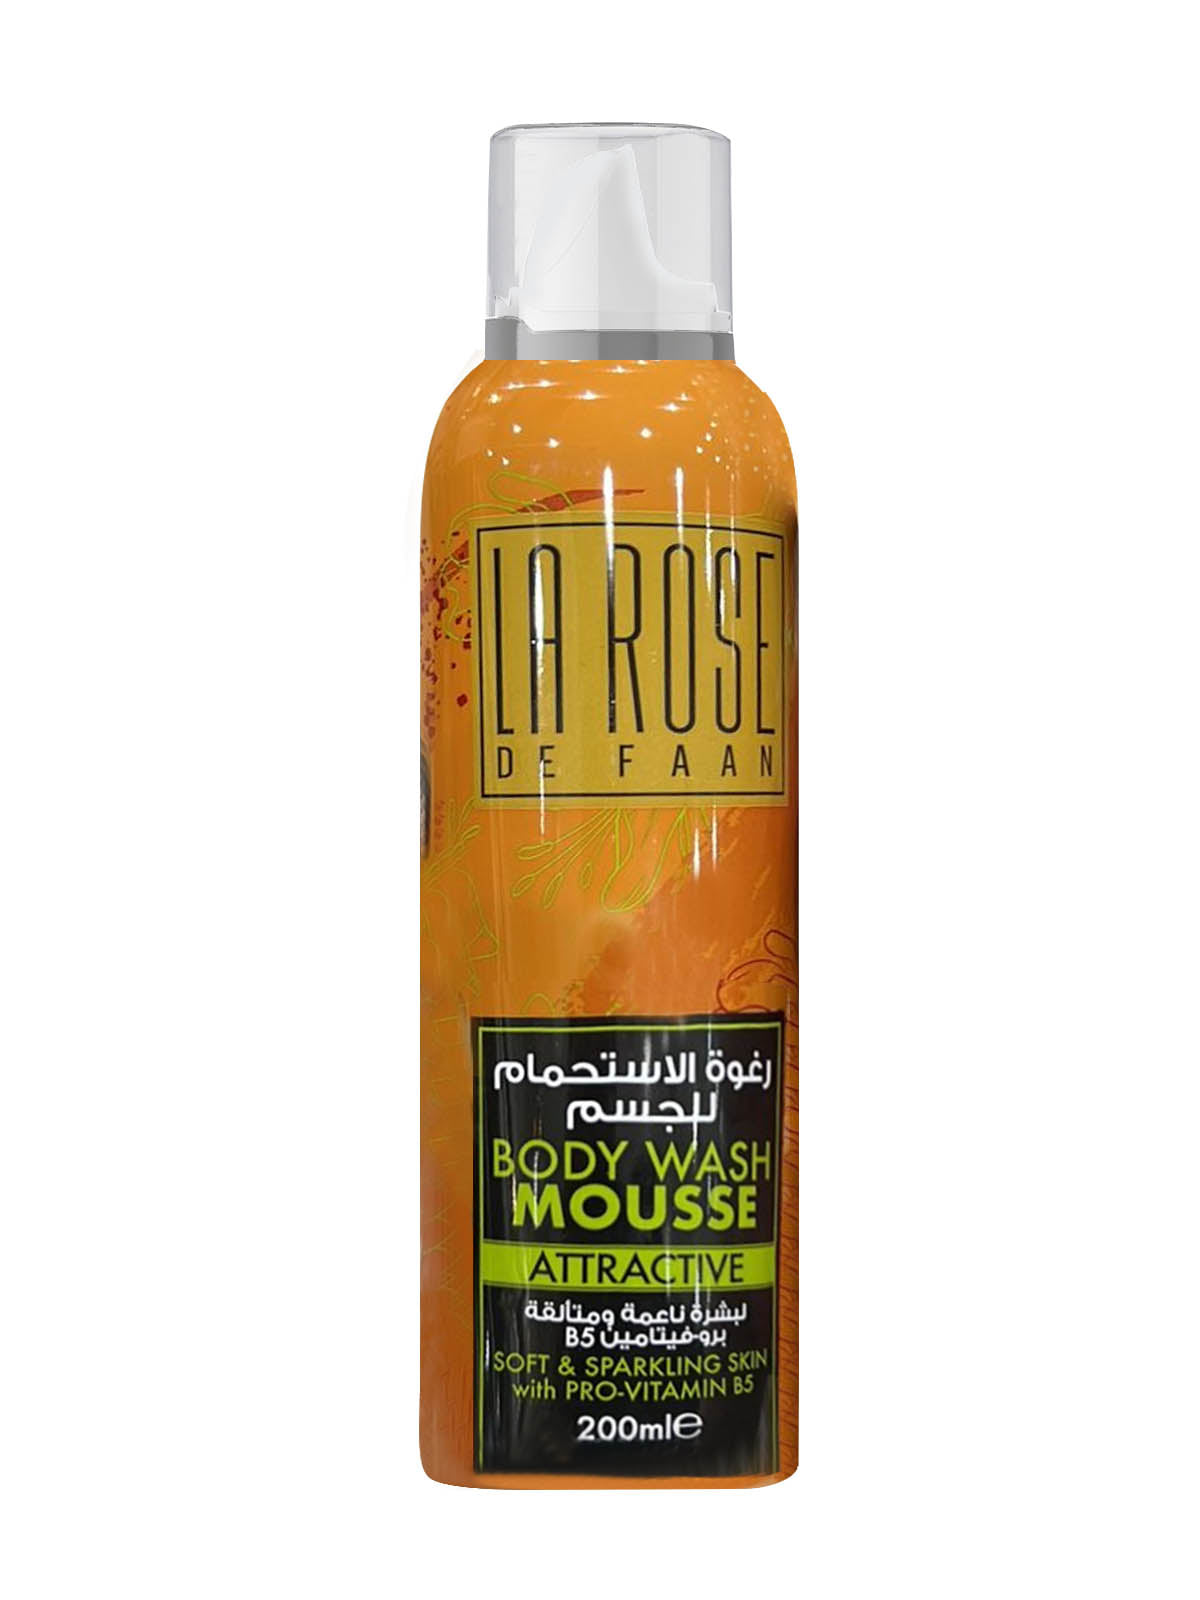 LA ROSE
DE FAAN
رغوة الاستحمام
للجسم
BODY WASH
MOUSSE
ATTRACTIVE
لبشرة ناعمة ومتألقة
برو-فيتامين B5
SOFT & SPARKLING SKIN
with PRO-VITAMIN B5
200ml℮